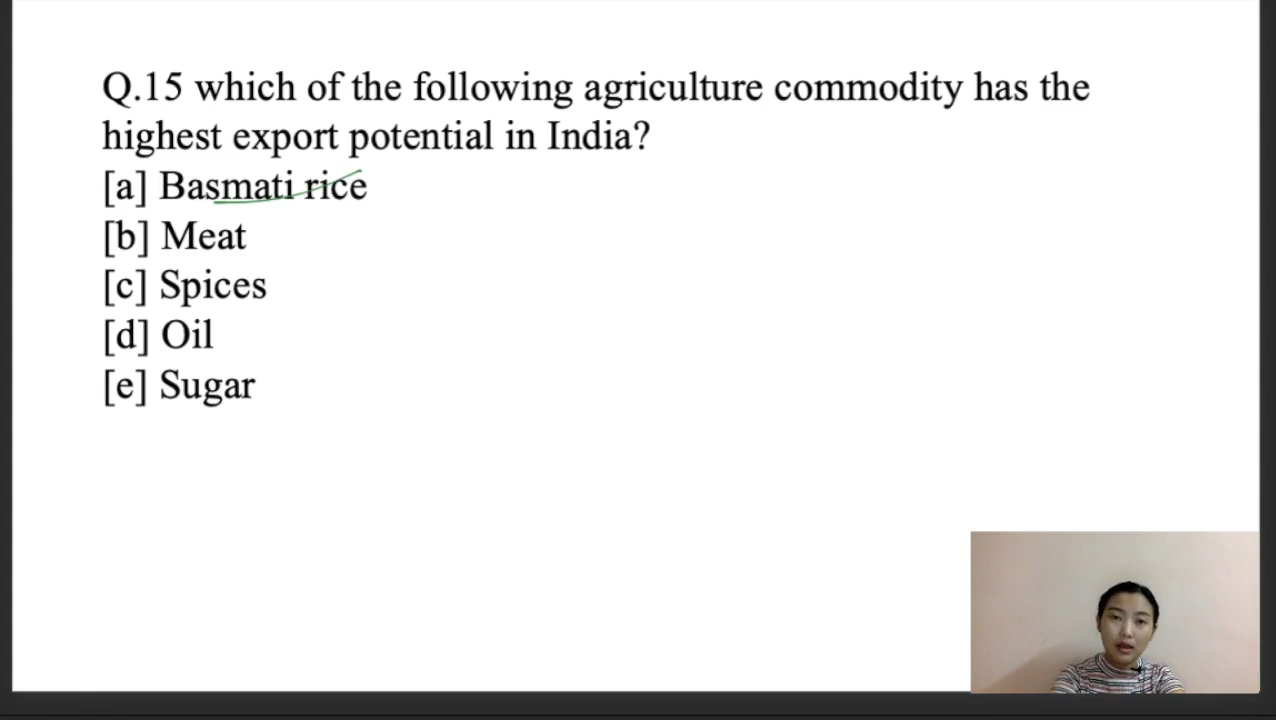 Q.15 which of the following agriculture commodity has the
highest export potential in India?
[a] Basmati rice
[b] Meat
[c] Spices
[d] Oil
[e] Sugar